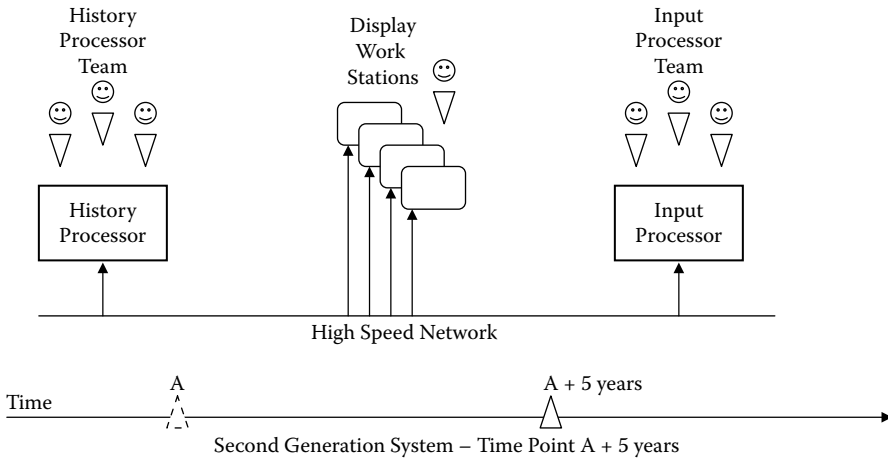 History
Processor
Team
Display
Work
Stations
Input
Processor
Team
History
Processor
Input
Processor
High Speed Network
A
A + 5 years
Time
Second Generation System – Time Point A + 5 years